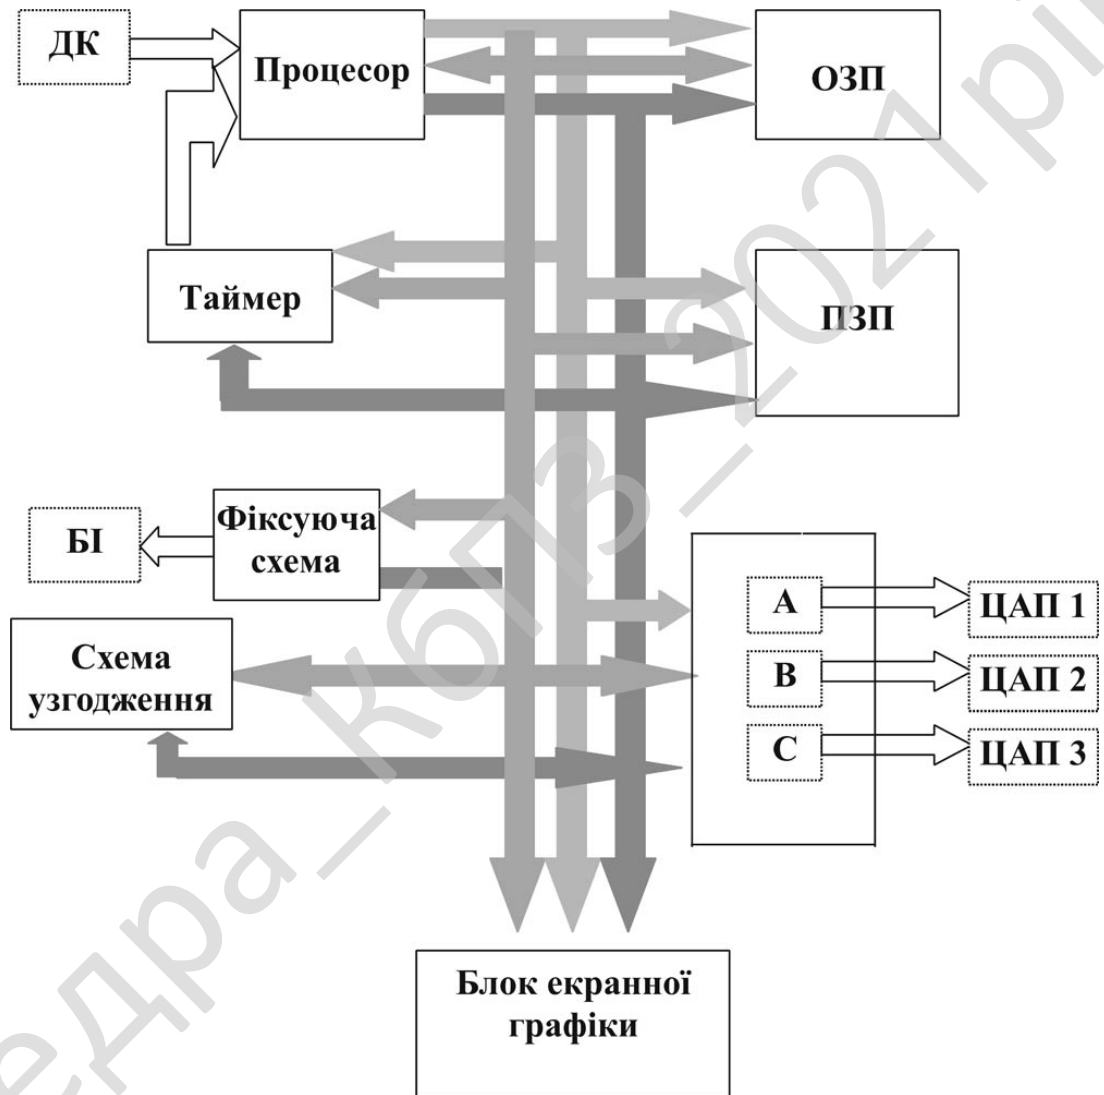 ДК
Процесор
ОЗП
Таймер
ПЗП
БІ
Фіксуюча
схема
Схема
узгодження
А
ЦАП 1
В
ЦАП 2
С
ЦАП 3
Блок екранної
графіки
едра_КбПЗ_2021рі